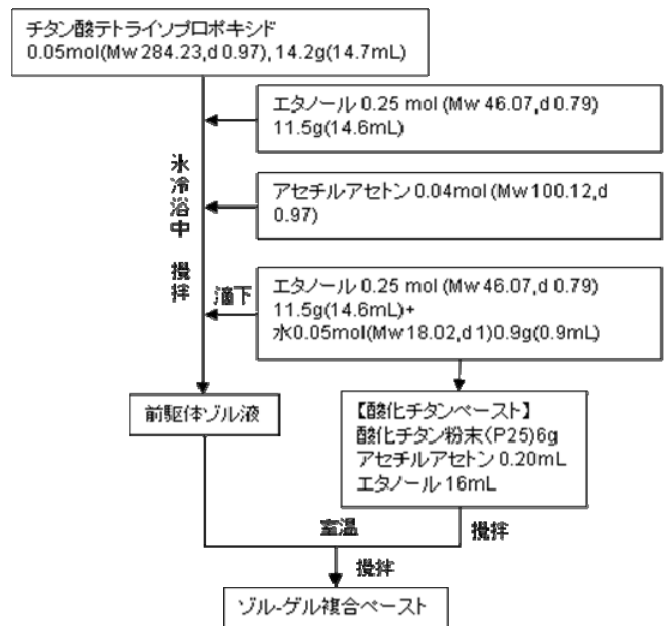 チタン酸テトライソプロポキシド
0.05mol(Mw 284.23,d 0.97), 14.2g(14.7mL)
エタノール 0.25 mol (Mw 46.07,d 0.79)
11.5g(14.6mL)
氷冷浴中 攪拌
アセチルアセトン 0.04mol (Mw 100.12,d
0.97)
滴下
エタノール 0.25 mol (Mw 46.07,d 0.79)
11.5g(14.6mL)+
水0.05mol(Mw 18.02,d 1)0.9g(0.9mL)
前駆体ゾル液
【酸化チタンペースト】
酸化チタン粉末(P25)6g
アセチルアセトン 0.20mL
エタノール 16mL
室温
攪拌
攪拌
ゾル-ゲル複合ペースト